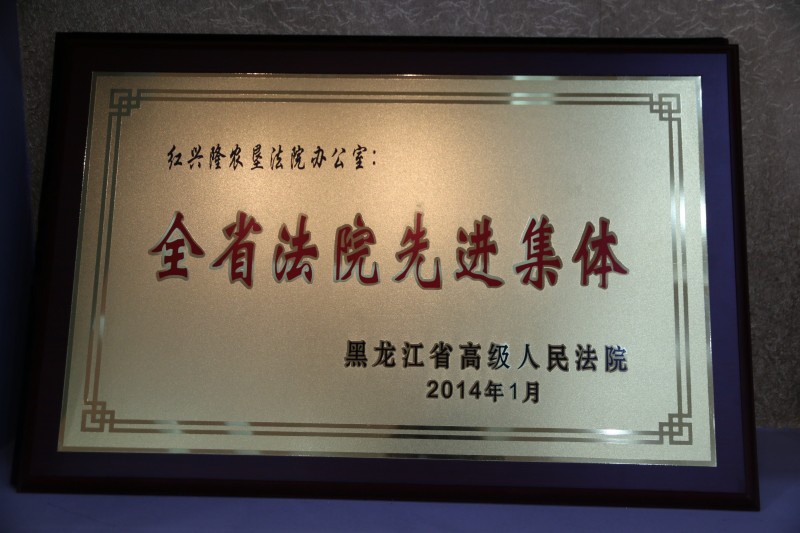 红兴隆农垦法院办公室：
全省法院先进集体
黑龙江省高级人民法院
2014年1月